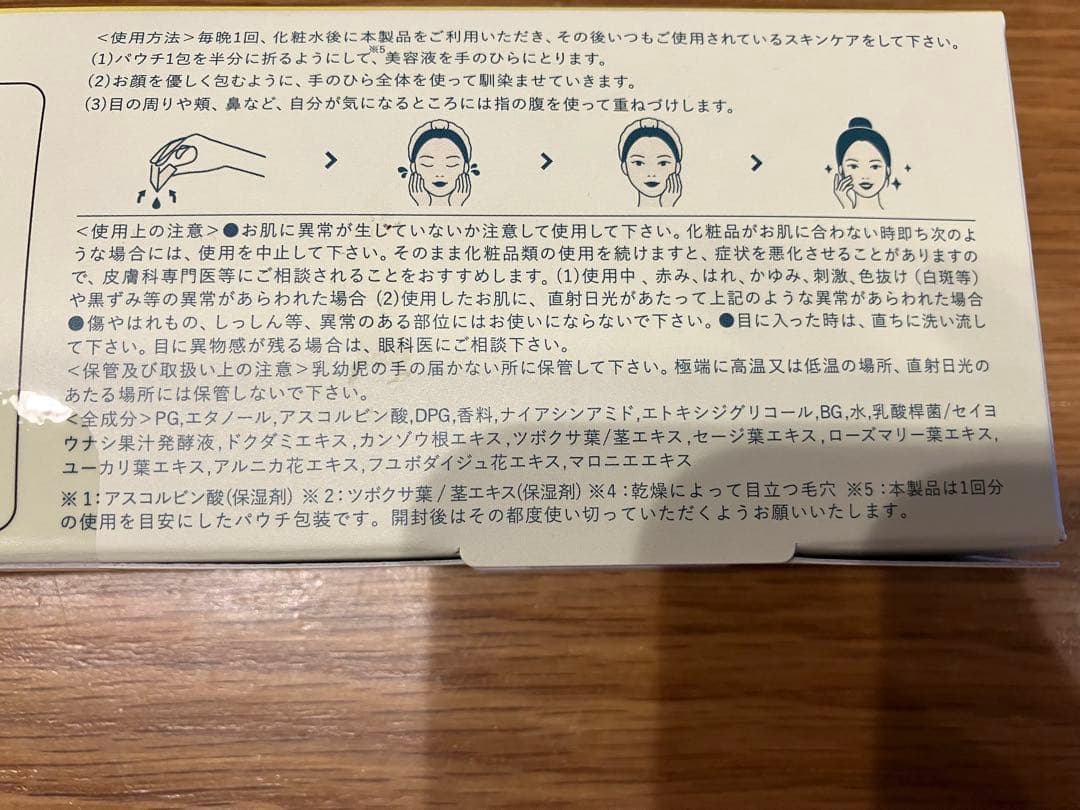 ＜使用方法＞毎晩1回、化粧水後に本製品をご利用いただき、その後いつもご使用されているスキンケアをして下さい。
(1)パウチ1包を半分に折るようにして、※5美容液を手のひらにとります。
(2)お顔を優しく包むように、手のひら全体を使って馴染ませていきます。
(3)目の周りや頬、鼻など、自分が気になるところには指の腹を使って重ねづけします。
＜使用上の注意＞●お肌に異常が生じていないか注意して使用して下さい。化粧品がお肌に合わない時即ち次のよ
うな場合には、使用を中止して下さい。そのまま化粧品類の使用を続けますと、症状を悪化させることがありますの
で、皮膚科専門医等にご相談されることをおすすめします。(1)使用中、赤み、はれ、かゆみ、刺激、色抜け（白斑等）
や黒ずみ等の異常があらわれた場合 (2)使用したお肌に、直射日光があたって上記のような異常があらわれた場合
●傷やはれもの、しっしん等、異常のある部位にはお使いにならないで下さい。●目に入った時は、直ちに洗い流し
て下さい。目に異物感が残る場合は、眼科医にご相談下さい。
＜保管及び取扱い上の注意＞乳幼児の手の届かない所に保管して下さい。極端に高温又は低温の場所、直射日光の
あたる場所には保管しないで下さい。
＜全成分＞PG,エタノール,アスコルビン酸,DPG,香料,ナイアシンアミド,エトキシジグリコール,BG,水,乳酸桿菌/セイヨ
ウナシ果汁発酵液,ドクダミエキス,カンゾウ根エキス,ツボクサ葉/茎エキス,セージ葉エキス,ローズマリー葉エキス,
ユーカリ葉エキス,アルニカ花エキス,フユボダイジュ花エキス,マロニエエキス
※1：アスコルビン酸(保湿剤) ※2：ツボクサ葉/茎エキス(保湿剤) ※4：乾燥によって目立つ毛穴 ※5：本製品は1回分
の使用を目安にしたパウチ包装です。開封後はその都度使い切っていただくようお願いいたします。